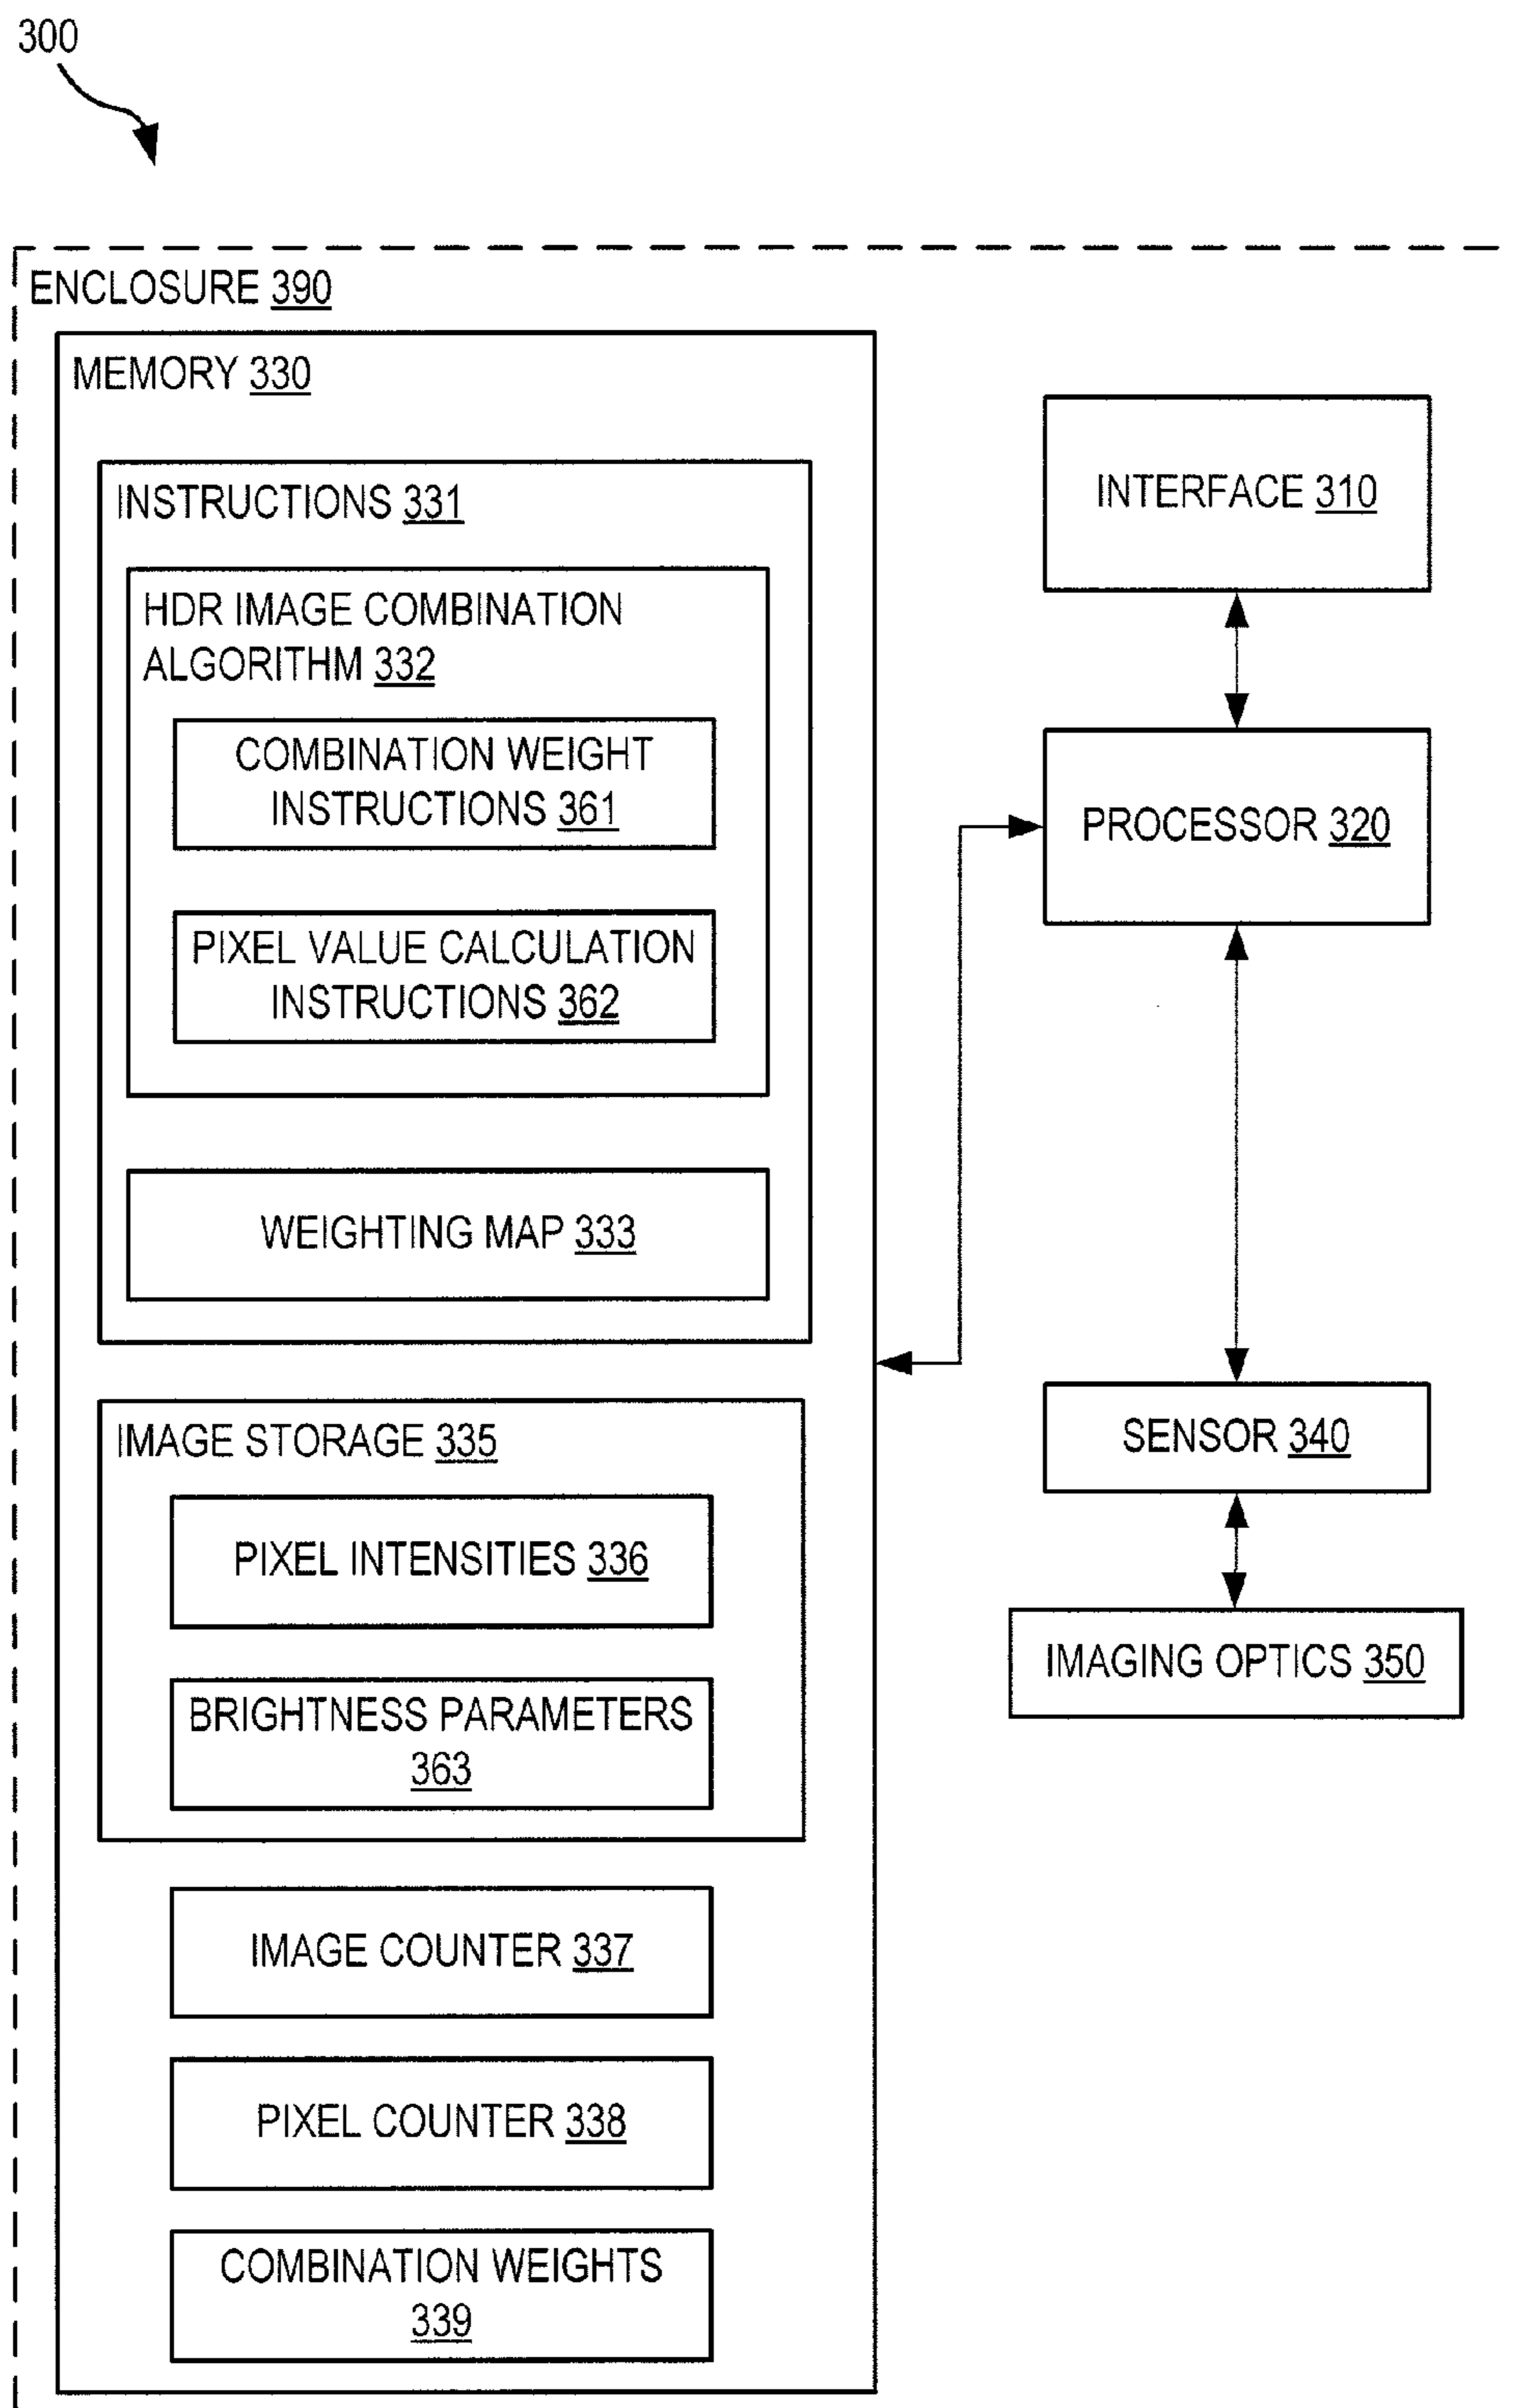 300
ENCLOSURE 390
MEMORY 330
INSTRUCTIONS 331
HDR IMAGE COMBINATION
ALGORITHM 332
COMBINATION WEIGHT
INSTRUCTIONS 361
PIXEL VALUE CALCULATION
INSTRUCTIONS 362
WEIGHTING MAP 333
IMAGE STORAGE 335
PIXEL INTENSITIES 336
BRIGHTNESS PARAMETERS
363
IMAGE COUNTER 337
PIXEL COUNTER 338
COMBINATION WEIGHTS
339
INTERFACE 310
PROCESSOR 320
SENSOR 340
IMAGING OPTICS 350